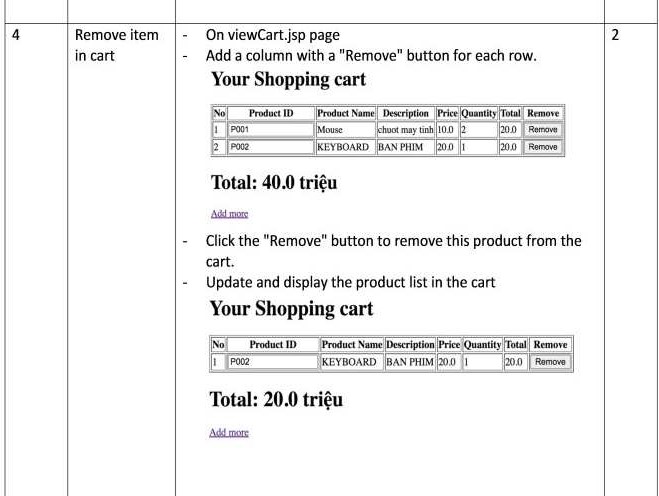 4 Remove item - On viewCart.jsp page 2
in cart - Add a column with a "Remove" button for each row.
Your Shopping cart
No Product ID Product Name Description Price Quantity Total Remove
1 P001 Mouse chuot may tinh 10.0 2 20.0 Remove
2 P002 KEYBOARD BAN PHIM 20.0 1 20.0 Remove
Total: 40.0 triệu
Add more
- Click the "Remove" button to remove this product from the
cart.
- Update and display the product list in the cart
Your Shopping cart
No Product ID Product Name Description Price Quantity Total Remove
1 P002 KEYBOARD BAN PHIM 20.0 1 20.0 Remove
Total: 20.0 triệu
Add more